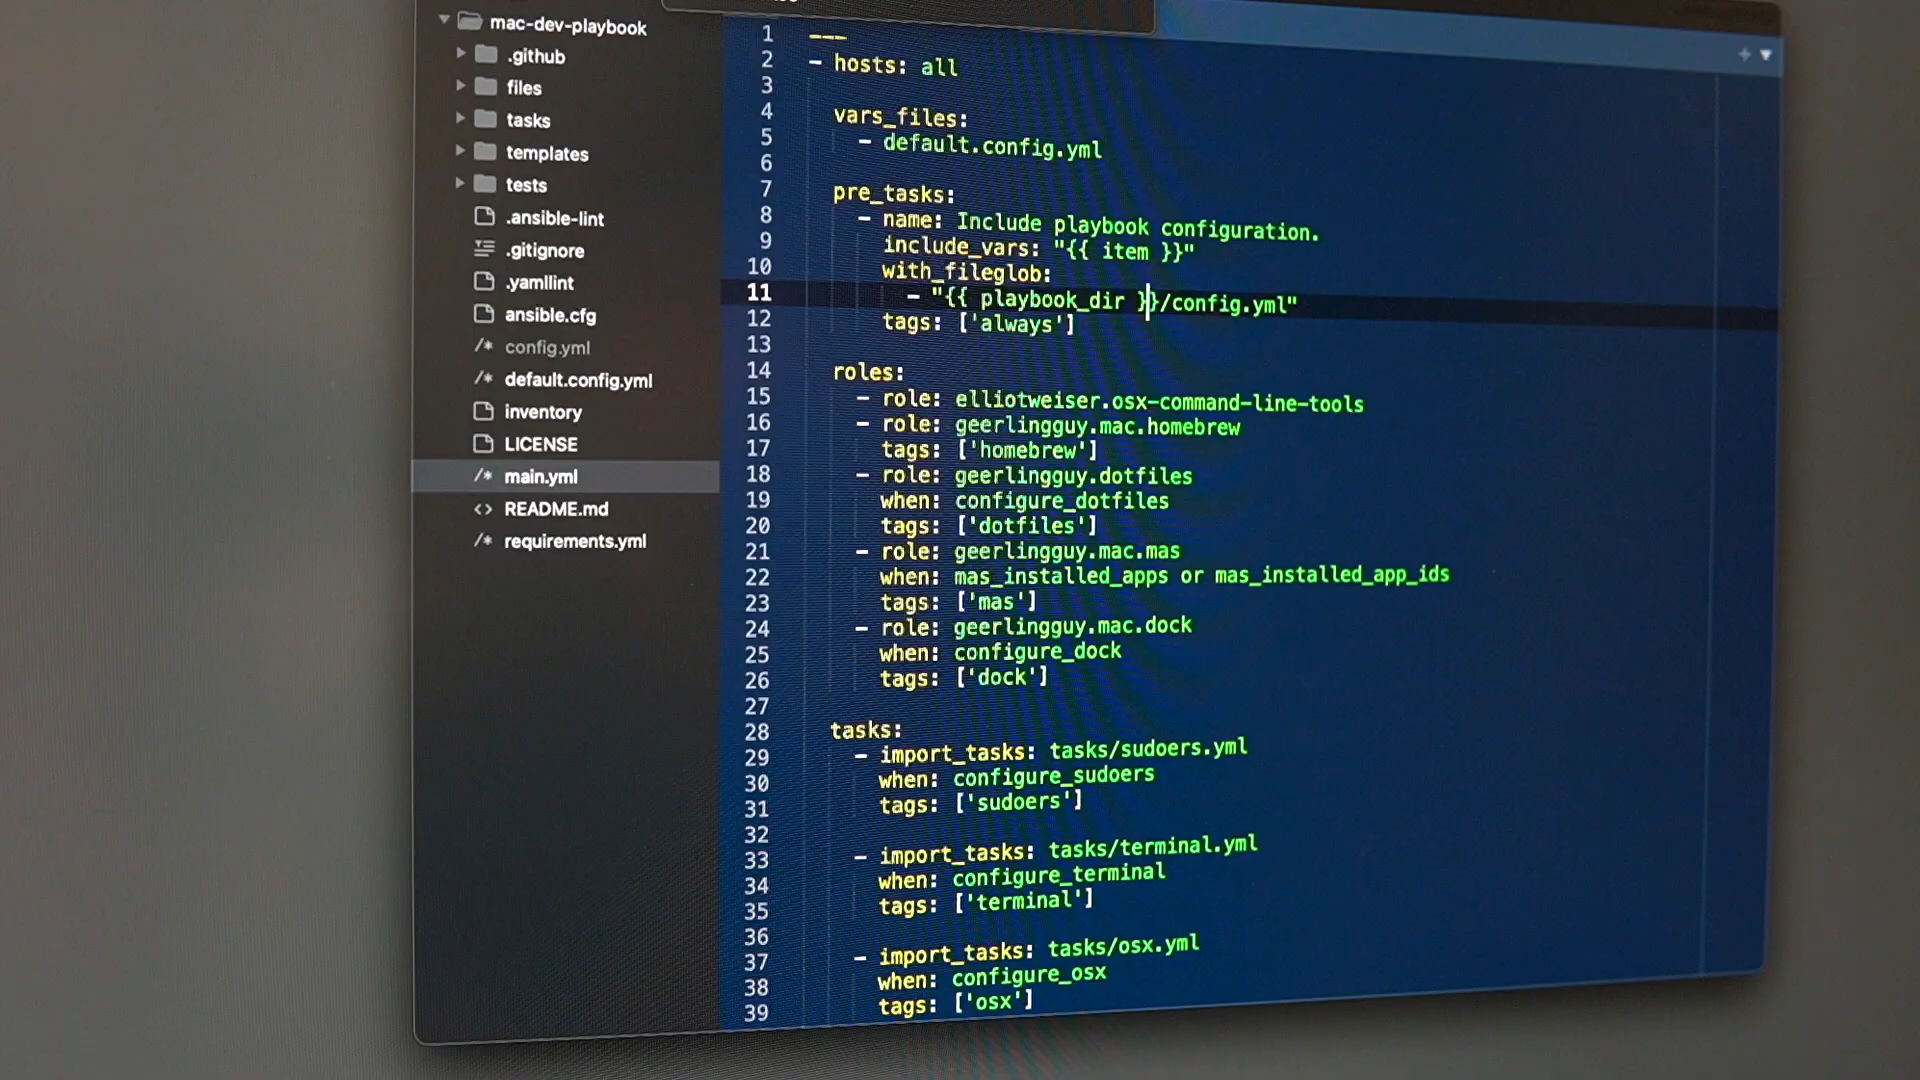 mac-dev-playbook
.github
files
tasks
templates
tests
.ansible-lint
.gitignore
.yamllint
ansible.cfg
config.yml
default.config.yml
inventory
LICENSE
main.yml
README.md
requirements.yml
1 ---
2 - hosts: all
3
4 vars_files:
5 - default.config.yml
6
7 pre_tasks:
8 - name: Include playbook configuration.
9 include_vars: "{{ item }}"
10 with_fileglob:
11 - "{{ playbook_dir }}/config.yml"
12 tags: ['always']
13
14 roles:
15 - role: elliotweiser.osx-command-line-tools
16 - role: geerlingguy.mac.homebrew
17 tags: ['homebrew']
18 - role: geerlingguy.dotfiles
19 when: configure_dotfiles
20 tags: ['dotfiles']
21 - role: geerlingguy.mac.mas
22 when: mas_installed_apps or mas_installed_app_ids
23 tags: ['mas']
24 - role: geerlingguy.mac.dock
25 when: configure_dock
26 tags: ['dock']
27
28 tasks:
29 - import_tasks: tasks/sudoers.yml
30 when: configure_sudoers
31 tags: ['sudoers']
32
33 - import_tasks: tasks/terminal.yml
34 when: configure_terminal
35 tags: ['terminal']
36
37 - import_tasks: tasks/osx.yml
38 when: configure_osx
39 tags: ['osx']